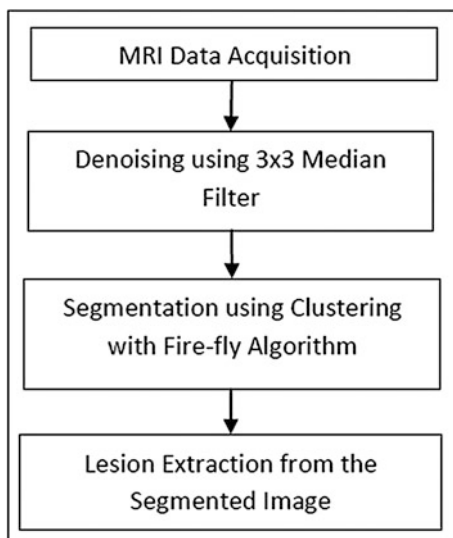 MRI Data Acquisition
Denoising using 3x3 Median
Filter
Segmentation using Clustering
with Fire-fly Algorithm
Lesion Extraction from the
Segmented Image